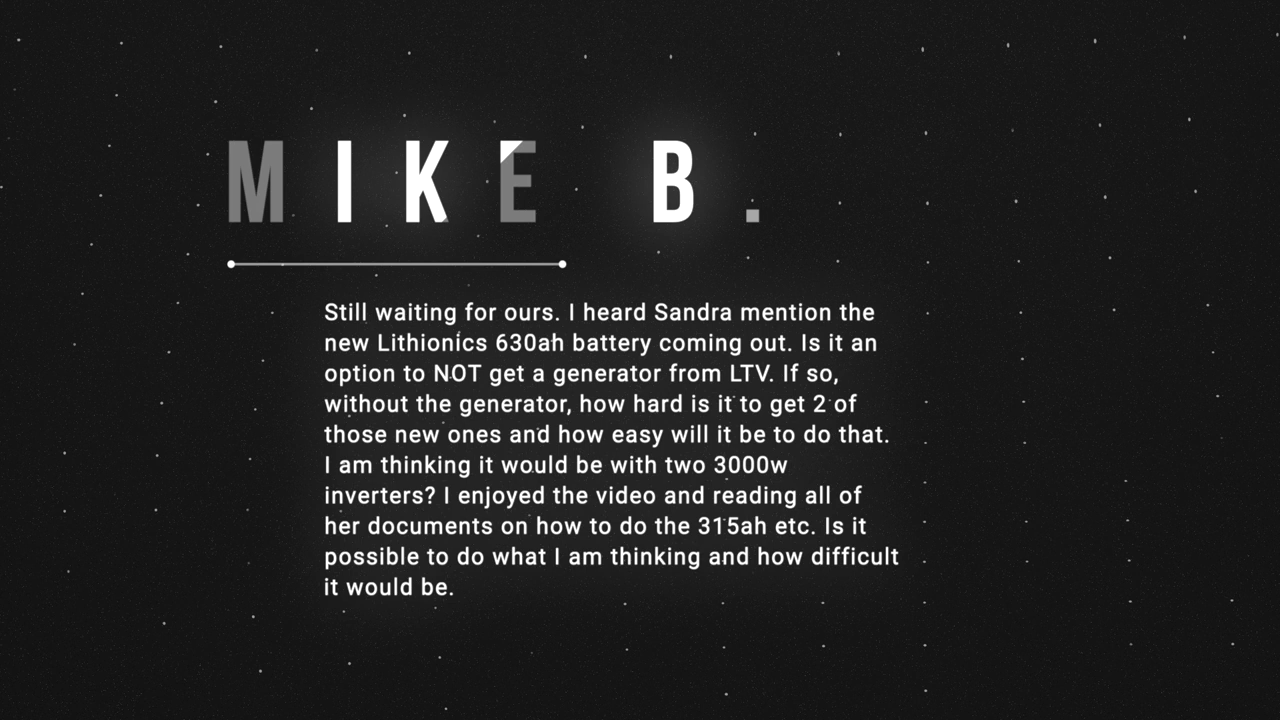 MIKE B.
Still waiting for ours. I heard Sandra mention the
new Lithionics 630ah battery coming out. Is it an
option to NOT get a generator from LTV. If so,
without the generator, how hard is it to get 2 of
those new ones and how easy will it be to do that.
I am thinking it would be with two 3000w
inverters? I enjoyed the video and reading all of
her documents on how to do the 315ah etc. Is it
possible to do what I am thinking and how difficult
it would be.